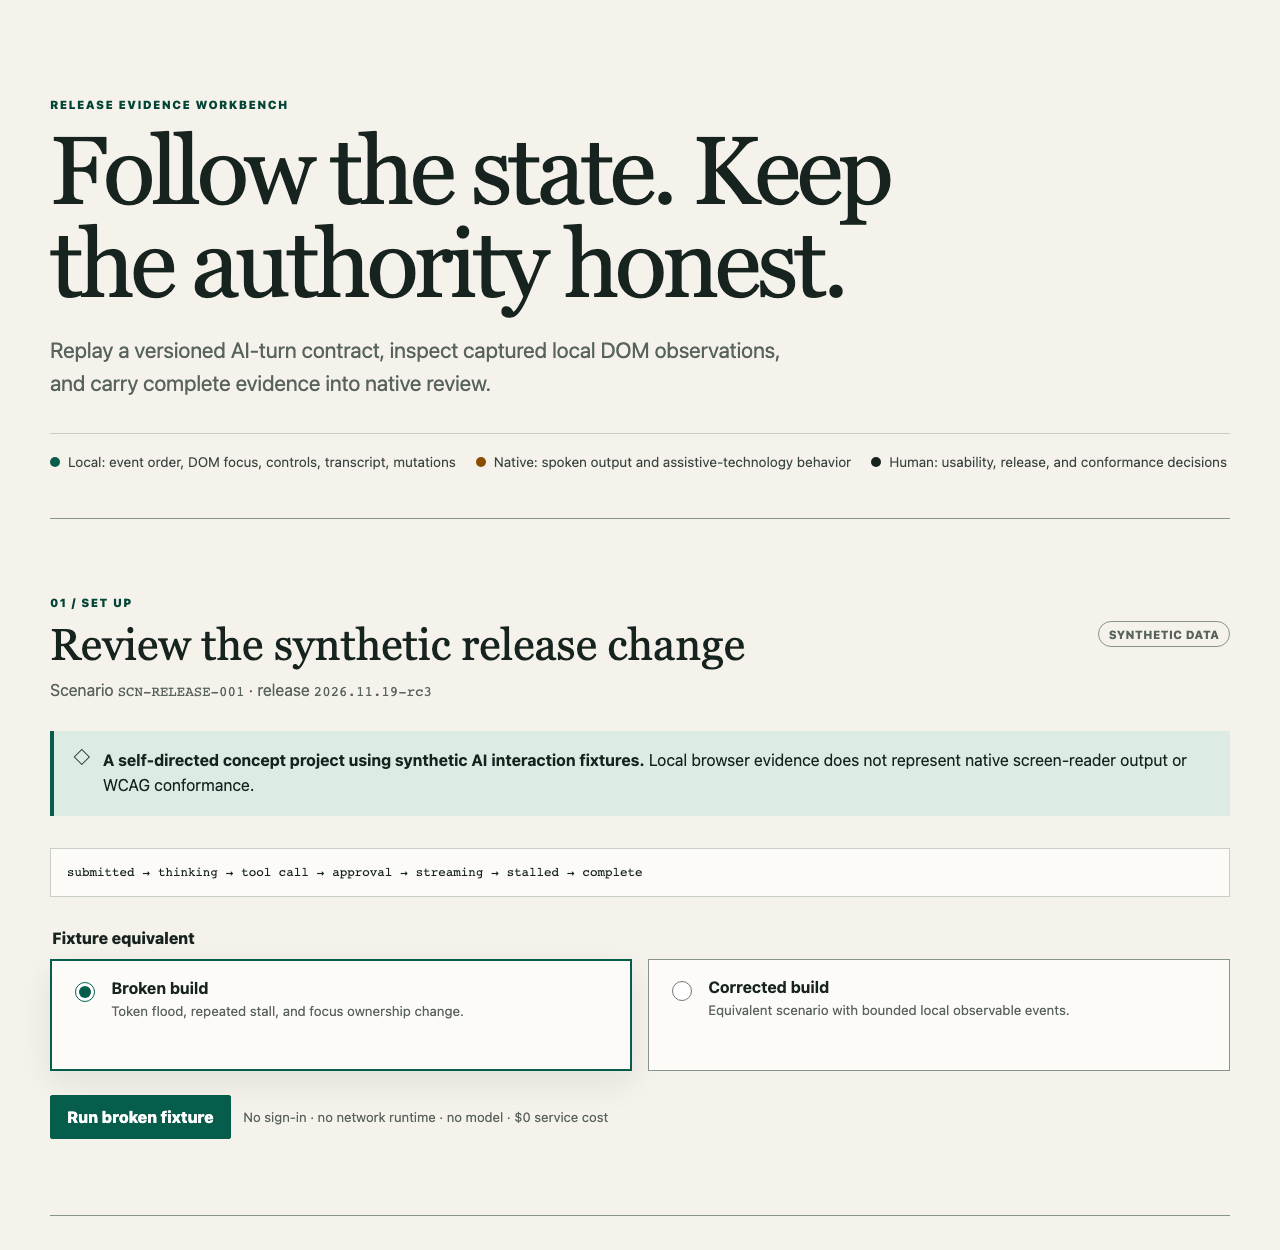 RELEASE EVIDENCE WORKBENCH
Follow the state. Keep
the authority honest.
Replay a versioned AI-turn contract, inspect captured local DOM observations,
and carry complete evidence into native review.
Local: event order, DOM focus, controls, transcript, mutations
Native: spoken output and assistive-technology behavior
Human: usability, release, and conformance decisions
01 / SET UP
Review the synthetic release change
SYNTHETIC DATA
Scenario SCN-RELEASE-001 · release 2026.11.19-rc3
A self-directed concept project using synthetic AI interaction fixtures. Local browser evidence does not represent native screen-reader output or
WCAG conformance.
submitted → thinking → tool call → approval → streaming → stalled → complete
Fixture equivalent
Broken build
Token flood, repeated stall, and focus ownership change.
Corrected build
Equivalent scenario with bounded local observable events.
Run broken fixture
No sign-in · no network runtime · no model · $0 service cost